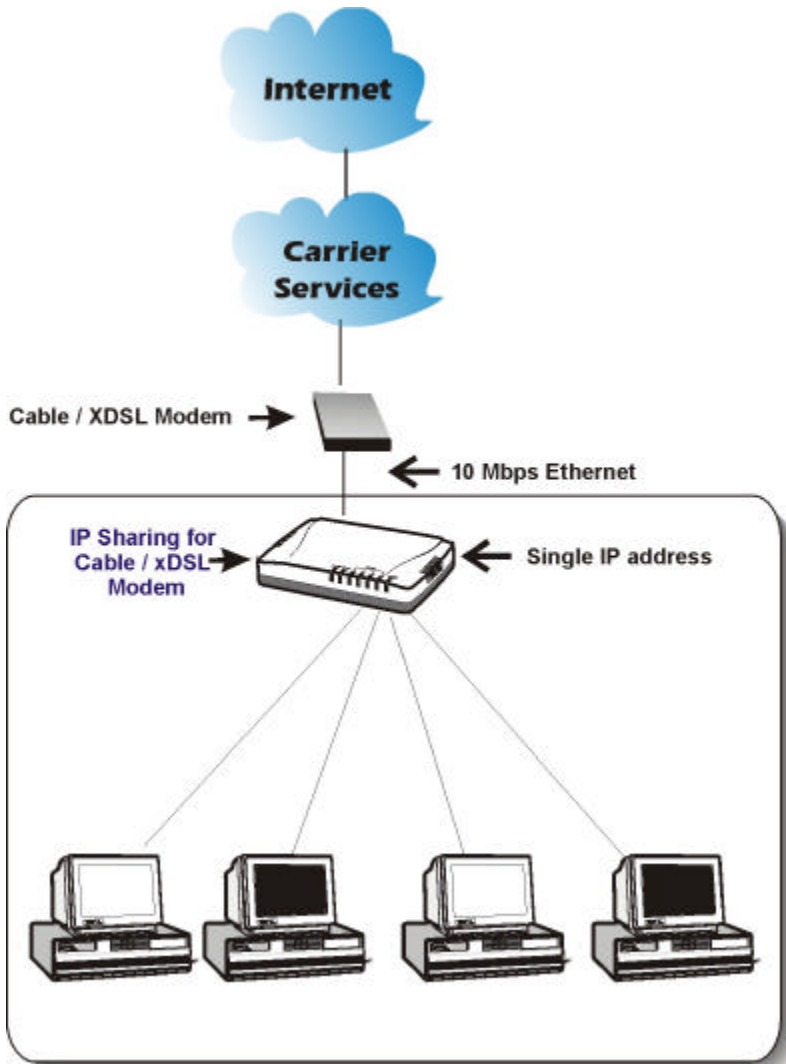 Internet
Carrier
Services
Cable / XDSL Modem
10 Mbps Ethernet
IP Sharing for
Cable / xDSL
Modem
Single IP address